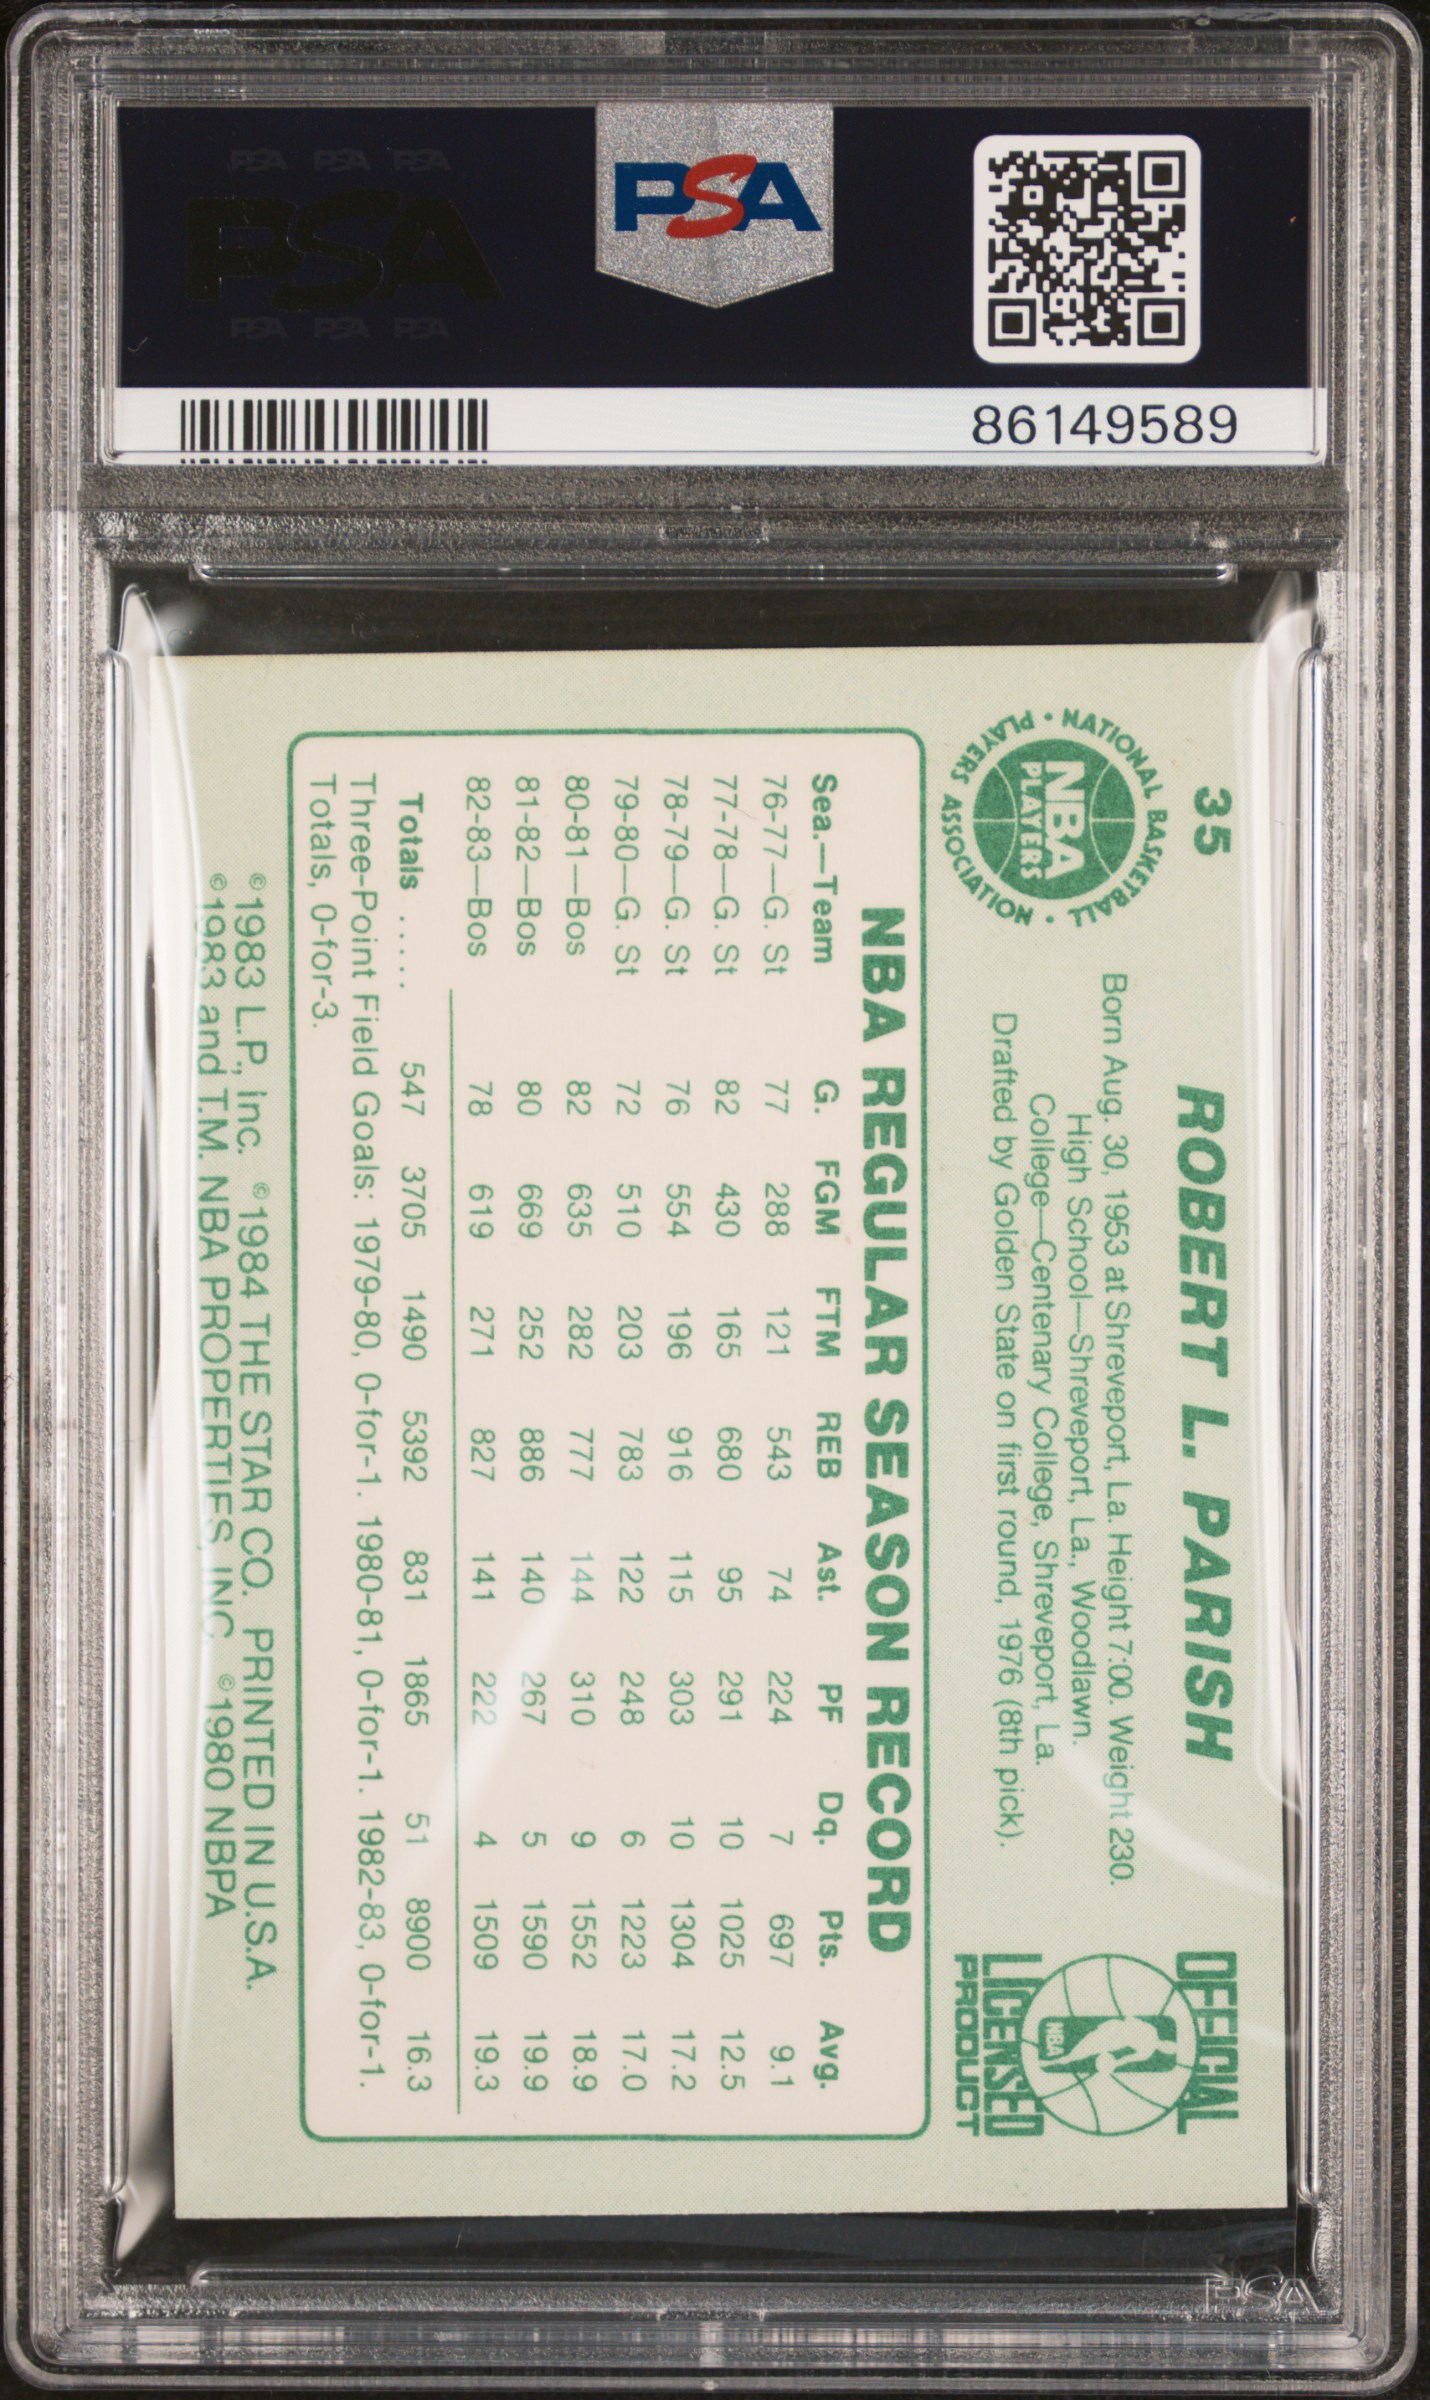 PSA PSA PSA
PSA
PSA PSA PSA
PSA
86149589
35
ROBERT L. PARISH
NATIONAL BASKETBALL PLAYERS ASSOCIATION
NBA
PLAYERS
Born Aug. 30, 1953 at Shreveport, La. Height 7:00. Weight 230.
High School—Shreveport, La., Woodlawn.
College—Centenary College, Shreveport, La.
Drafted by Golden State on first round, 1976 (8th pick).
OFFICIAL
NBA
LICENSED
PRODUCT
NBA REGULAR SEASON RECORD
Sea.—Team G. FGM FTM REB Ast. PF Dq. Pts. Avg.
76-77—G. St 77 288 121 543 74 224 7 697 9.1
77-78—G. St 82 430 165 680 95 291 10 1025 12.5
78-79—G. St 76 554 196 916 115 303 10 1304 17.2
79-80—G. St 72 510 203 783 122 248 6 1223 17.0
80-81—Bos 82 635 282 777 144 310 9 1552 18.9
81-82—Bos 80 669 252 886 140 267 5 1590 19.9
82-83—Bos 78 619 271 827 141 222 4 1509 19.3
Totals ..... 547 3705 1490 5392 831 1865 51 8900 16.3
Three-Point Field Goals: 1979-80, 0-for-1. 1980-81, 0-for-1. 1982-83, 0-for-1.
Totals, 0-for-3.
©1983 L.P., Inc. ©1984 THE STAR CO. PRINTED IN U.S.A.
©1983 and T.M. NBA PROPERTIES, INC. ©1980 NBPA
PSA